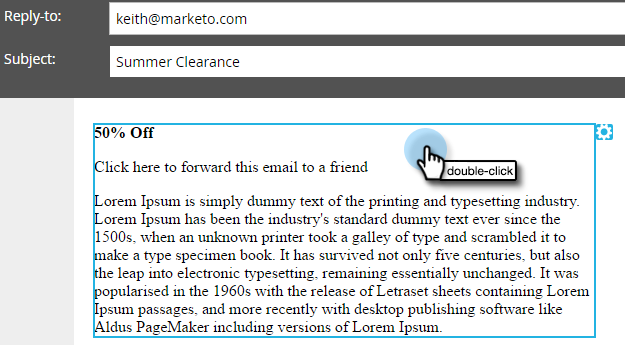 Reply-to:
keith@marketo.com
Subject:
Summer Clearance
50% Off
double-click
Click here to forward this email to a friend
Lorem Ipsum is simply dummy text of the printing and typesetting industry.
Lorem Ipsum has been the industry's standard dummy text ever since the
1500s, when an unknown printer took a galley of type and scrambled it to
make a type specimen book. It has survived not only five centuries, but also
the leap into electronic typesetting, remaining essentially unchanged. It was
popularised in the 1960s with the release of Letraset sheets containing Lorem
Ipsum passages, and more recently with desktop publishing software like
Aldus PageMaker including versions of Lorem Ipsum.